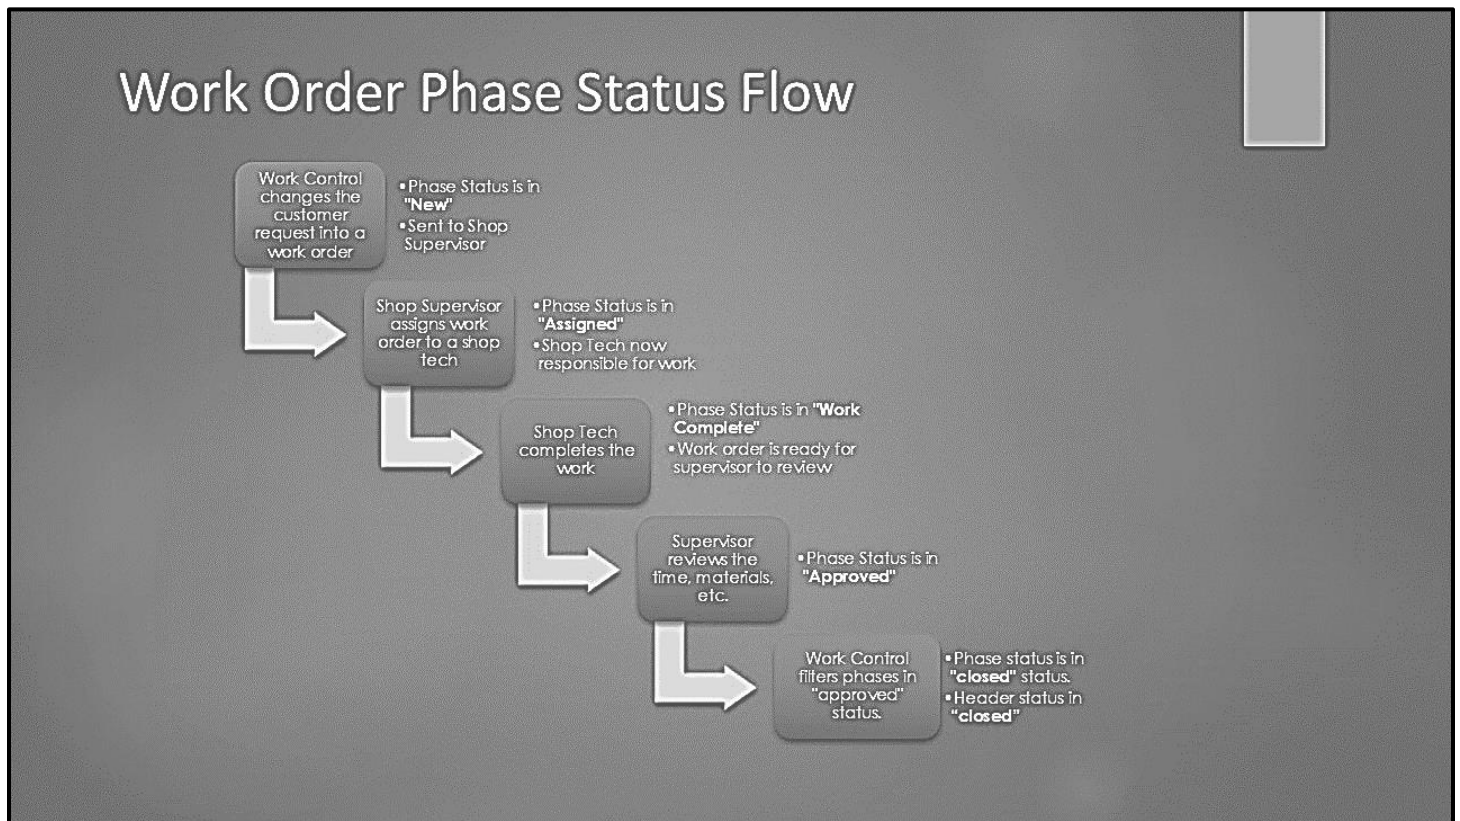 Work Order Phase Status Flow
Work Control
changes the
customer
request into a
work order
•Phase Status is in
"New"
•Sent to Shop
Supervisor
Shop Supervisor
assigns work
order to a shop
tech
•Phase Status is in
"Assigned"
•Shop Tech now
responsible for work
Shop Tech
completes the
work
•Phase Status is in "Work
Complete"
•Work order is ready for
supervisor to review
Supervisor
reviews the
time, materials,
etc.
•Phase Status is in
"Approved"
Work Control
filters phases in
"approved"
status.
•Phase status is in
"closed" status.
•Header status in
"closed"